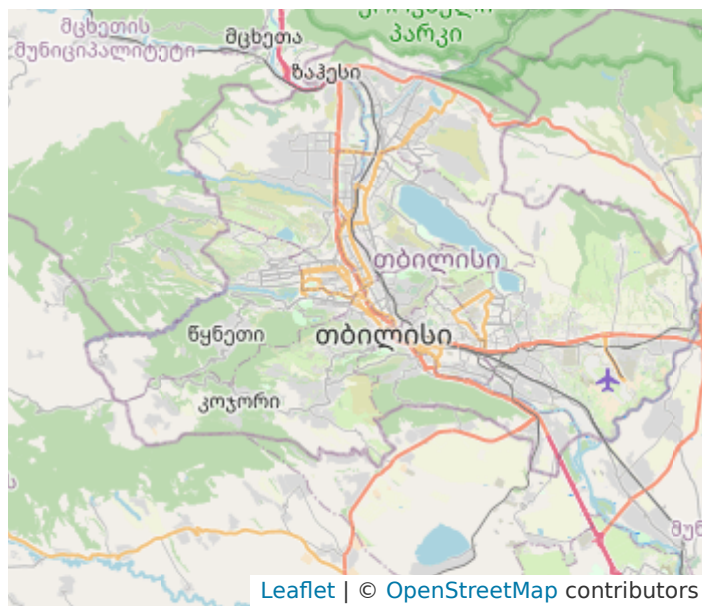 მცხეთის
მუნიციპალიტეტი
პარკი
მცხეთა
ზაჰესი
თბილისი
თბილისი
წყნეთი
კოჯორი
Leaflet | © OpenStreetMap contributors